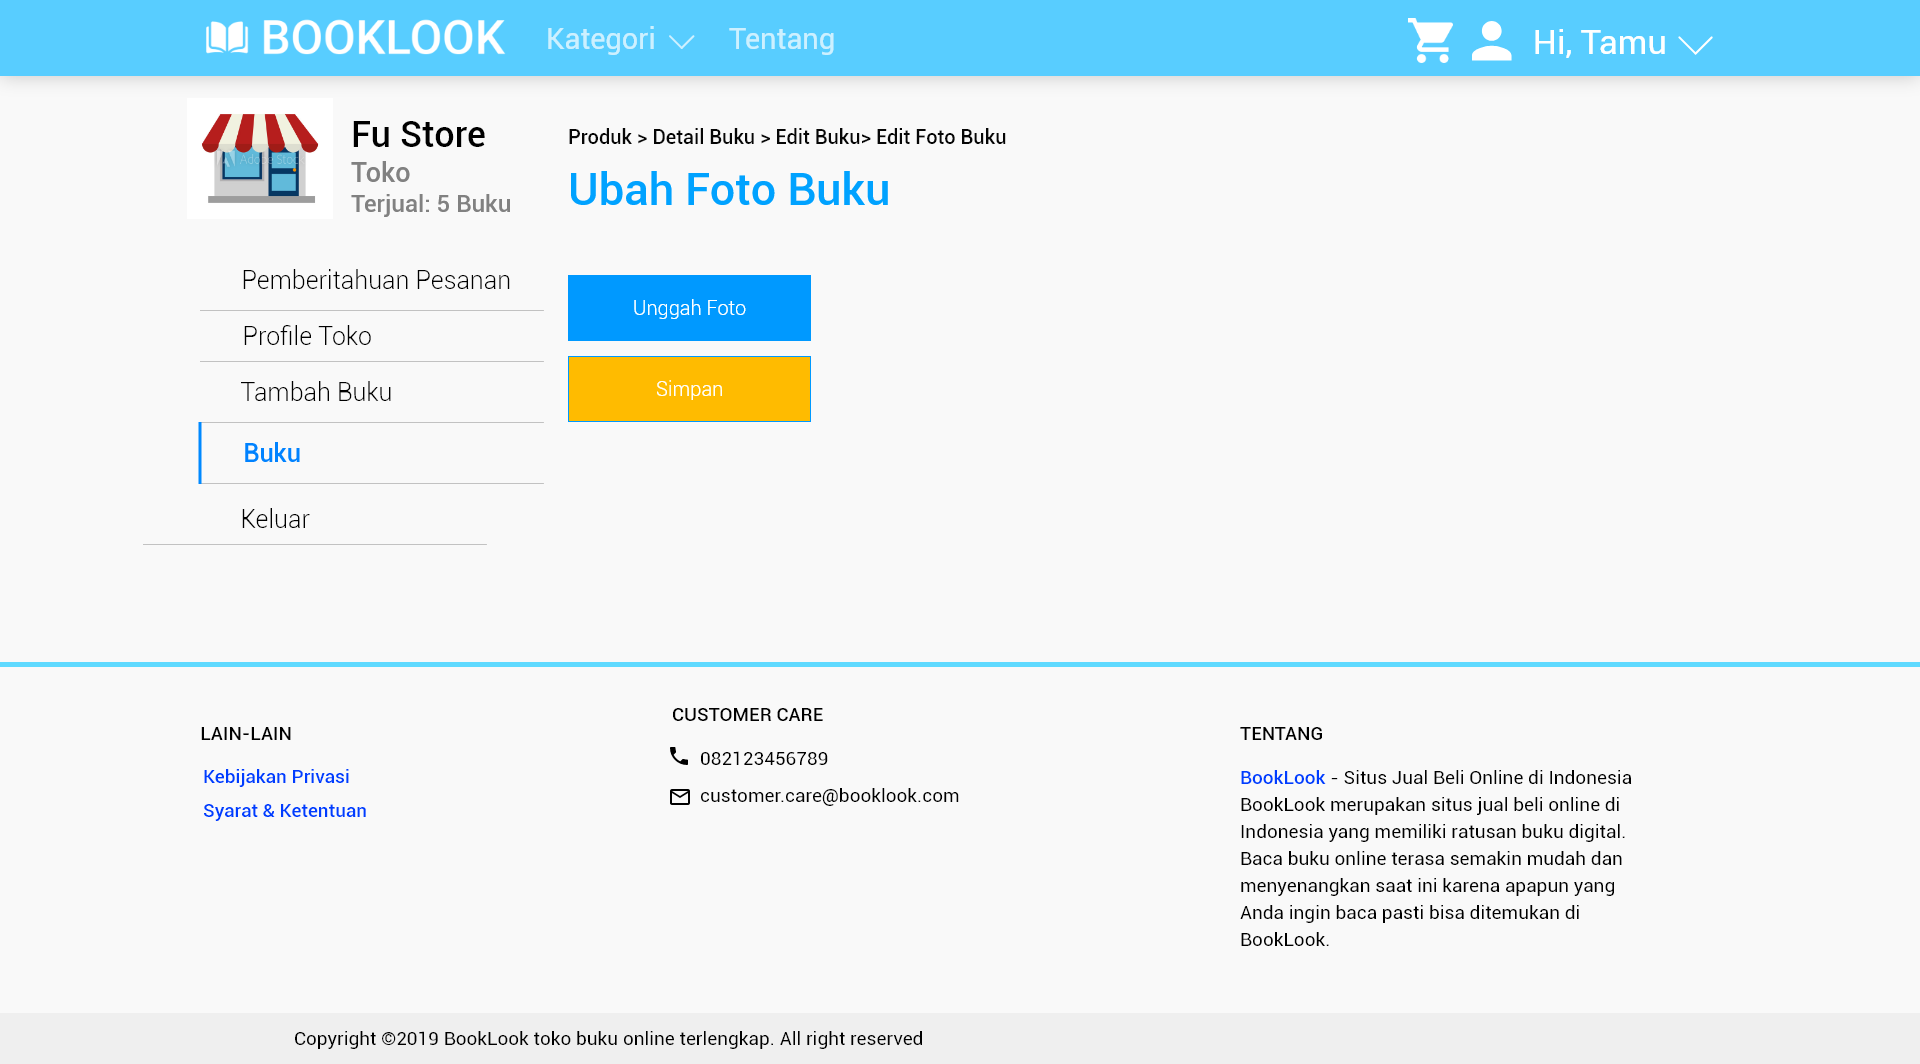 BOOKLOOK
Kategori
Tentang
Hi, Tamu
Fu Store
Toko
Terjual: 5 Buku
Produk > Detail Buku > Edit Buku> Edit Foto Buku
Ubah Foto Buku
Pemberitahuan Pesanan
Profile Toko
Tambah Buku
Buku
Keluar
Unggah Foto
Simpan
LAIN-LAIN
Kebijakan Privasi
Syarat & Ketentuan
CUSTOMER CARE
082123456789
customer.care@booklook.com
TENTANG
BookLook - Situs Jual Beli Online di Indonesia
BookLook merupakan situs jual beli online di
Indonesia yang memiliki ratusan buku digital.
Baca buku online terasa semakin mudah dan
menyenangkan saat ini karena apapun yang
Anda ingin baca pasti bisa ditemukan di
BookLook.
Copyright ©2019 BookLook toko buku online terlengkap. All right reserved